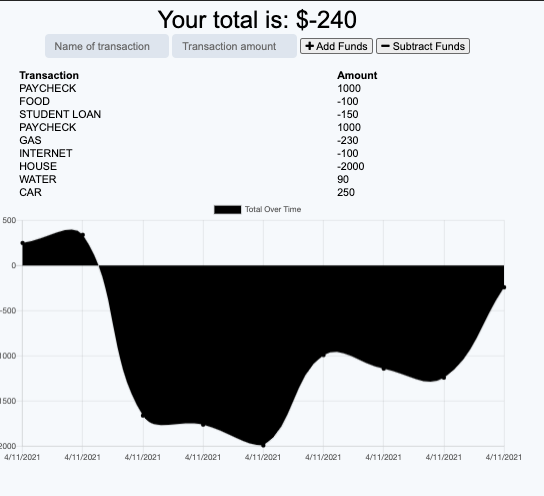 Your total is: $-240
Name of transaction Transaction amount Add Funds Subtract Funds
Transaction Amount
PAYCHECK 1000
FOOD -100
STUDENT LOAN -150
PAYCHECK 1000
GAS -230
INTERNET -100
HOUSE -2000
WATER 90
CAR 250
Total Over Time
500
0
-500
1000
1500
2000
4/11/2021 4/11/2021 4/11/2021 4/11/2021 4/11/2021 4/11/2021 4/11/2021 4/11/2021 4/11/2021